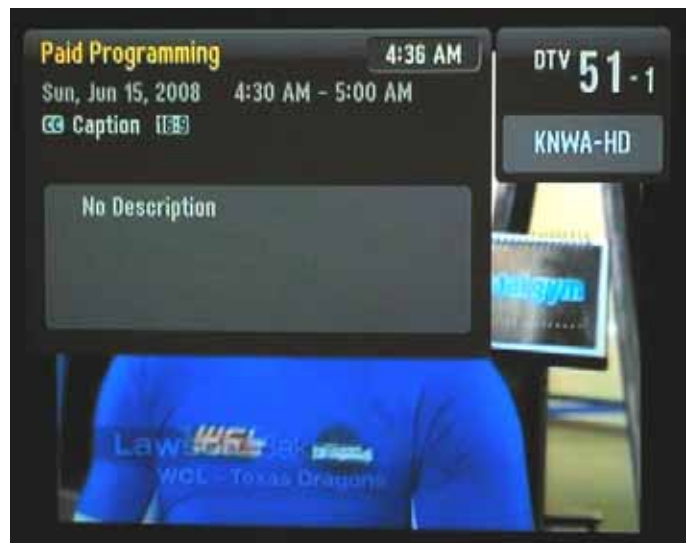 Paid Programming 4:36 AM
Sun, Jun 15, 2008 4:30 AM - 5:00 AM
CC Caption 16:9
No Description
DTV 51-1
KNWA-HD
WCL - Texas Dragons